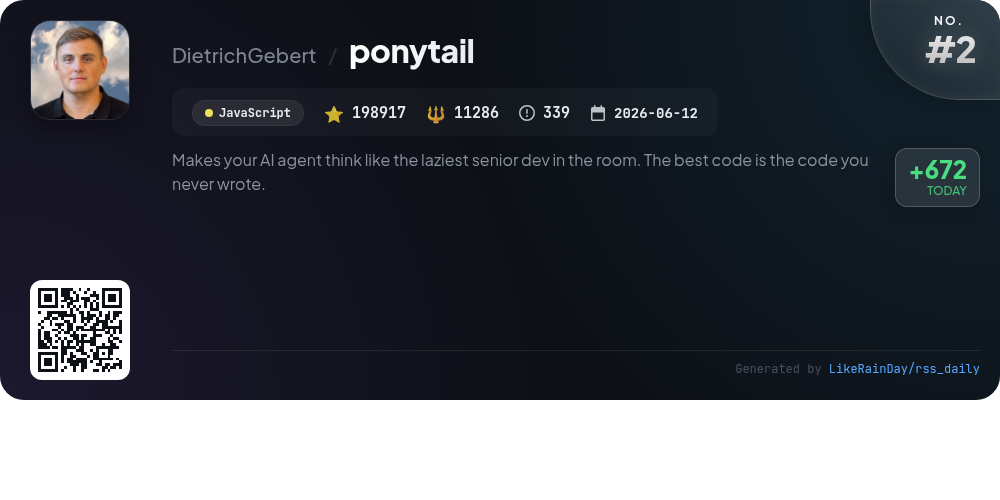 NO.
#2
DietrichGebert / ponytail
JavaScript 198917 11286 339 2026-06-12
Makes your AI agent think like the laziest senior dev in the room. The best code is the code you
never wrote.
+672
TODAY
Generated by LikeRainDay/rss_daily